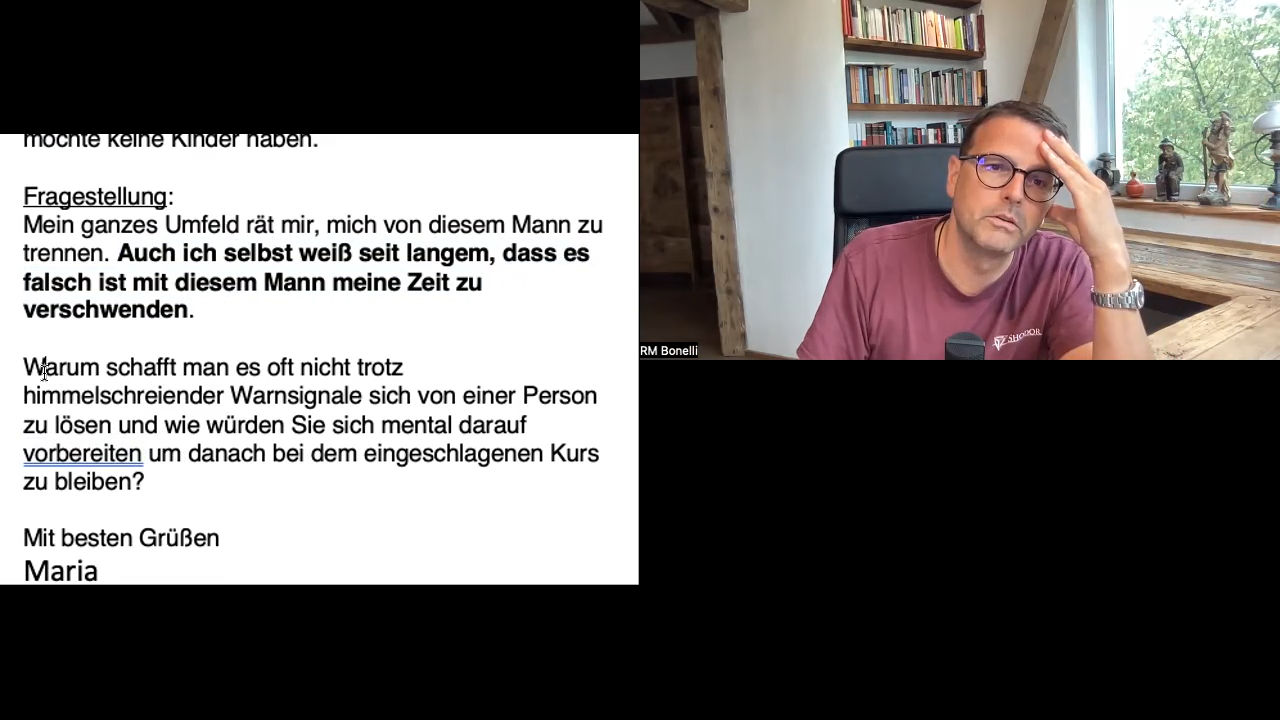 möchte keine Kinder haben.
Fragestellung:
Mein ganzes Umfeld rät mir, mich von diesem Mann zu
trennen. Auch ich selbst weiß seit langem, dass es
falsch ist mit diesem Mann meine Zeit zu
verschwenden.
Warum schafft man es oft nicht trotz
himmelschreiender Warnsignale sich von einer Person
zu lösen und wie würden Sie sich mental darauf
vorbereiten um danach bei dem eingeschlagenen Kurs
zu bleiben?
Mit besten Grüßen
Maria
RM Bonelli